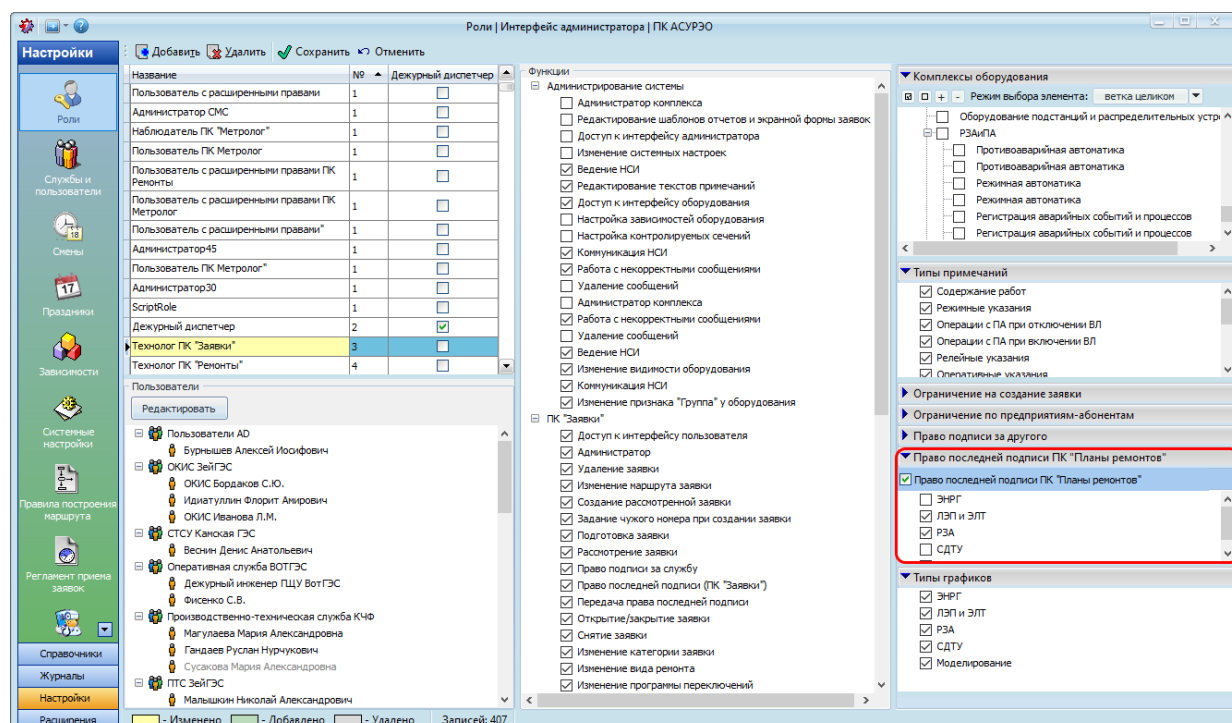 Роли | Интерфейс администратора | ПК АСУРЭО
Настройки
Добавить Удалить Сохранить Отменить
Роли
Службы и
пользователи
18
Смены
17
Праздники
Зависимости
Системные
настройки
Правила построения
маршрута
Регламент приема
заявок
Справочники
Журналы
Настройки
Расширения
Название № Дежурный диспетчер
Пользователь с расширенными правами 1
Администратор СМС 1
Наблюдатель ПК "Метролог" 1
Пользователь ПК Метролог 1
Пользователь с расширенными правами ПК
Ремонты 1
Пользователь с расширенными правами ПК
Метролог 1
Пользователь с расширенными правами" 1
Администратор45 1
Пользователь ПК Метролог" 1
Администратор30 1
ScriptRole 1
Дежурный диспетчер 2
Технолог ПК "Заявки" 3
Технолог ПК "Ремонты" 4
Пользователи
Редактировать
Пользователи AD
Бурнышев Алексей Иосифович
ОКИС ЗейГЭС
ОКИС Бордаков С.Ю.
Идиатуллин Флорит Анирович
ОКИС Иванова Л.М.
СТСУ Канская ГЭС
Веснин Денис Анатольевич
Оперативная служба ВОТГЭС
Дежурный инженер ГЩУ ВотГЭС
Фисенко С.В.
Производственно-техническая служба КЧФ
Магулаева Мария Александровна
Гандаев Руслан Нурчукович
Сусакова Мария Александровна
ПТС ЗейГЭС
Малышкин Николай Александрович
- Изменено - Добавлено - Удалено Записей: 407
Функции
Администрирование системы
Администратор комплекса
Редактирование шаблонов отчетов и экранной формы заявок
Доступ к интерфейсу администратора
Изменение системных настроек
Ведение НСИ
Редактирование текстов примечаний
Доступ к интерфейсу оборудования
Настройка зависимостей оборудования
Настройка контролируемых сечений
Коммуникация НСИ
Работа с некорректными сообщениями
Удаление сообщений
Администратор комплекса
Работа с некорректными сообщениями
Удаление сообщений
Ведение НСИ
Изменение видимости оборудования
Коммуникация НСИ
Изменение признака "Группа" у оборудования
ПК "Заявки"
Доступ к интерфейсу пользователя
Администратор
Удаление заявки
Изменение маршрута заявки
Создание рассмотренной заявки
Задание чужого номера при создании заявки
Подготовка заявки
Рассмотрение заявки
Право подписи за службу
Право последней подписи (ПК "Заявки")
Передача права последней подписи
Открытие/закрытие заявки
Снятие заявки
Изменение категории заявки
Изменение вида ремонта
Изменение программы переключений
Комплексы оборудования
+ - Режим выбора элемента: ветка целиком
Оборудование подстанций и распределительных устр
РЗАиПА
Противоаварийная автоматика
Противоаварийная автоматика
Режимная автоматика
Режимная автоматика
Регистрация аварийных событий и процессов
Регистрация аварийных событий и процессов
Типы примечаний
Содержание работ
Режимные указания
Операции с ПА при отключении ВЛ
Операции с ПА при включении ВЛ
Релейные указания
Оперативные указания
Ограничение на создание заявки
Ограничение по предприятиям-абонентам
Право подписи за другого
Право последней подписи ПК "Планы ремонтов"
Право последней подписи ПК "Планы ремонтов"
ЭНРГ
ЛЭП и ЭЛТ
РЗА
СДТУ
Типы графиков
ЭНРГ
ЛЭП и ЭЛТ
РЗА
СДТУ
Моделирование